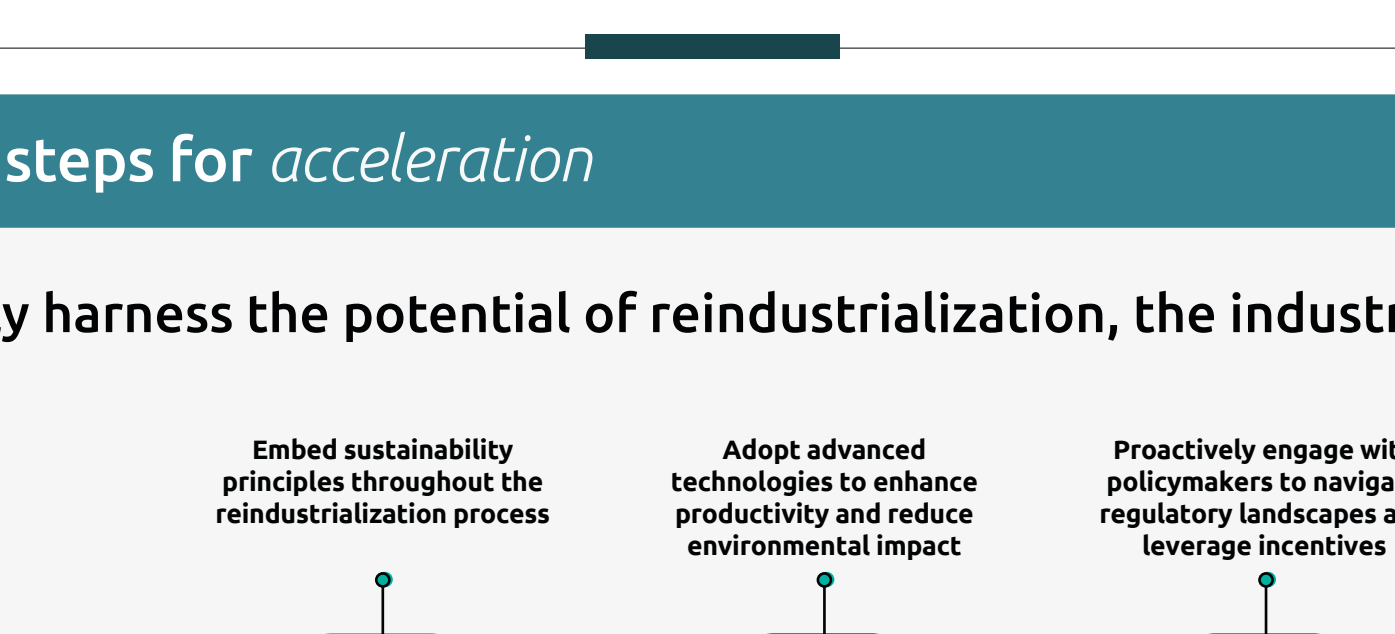 steps for acceleration
y harness the potential of reindustrialization, the industr
Embed sustainability
principles throughout the
reindustrialization process
Adopt advanced
technologies to enhance
productivity and reduce
environmental impact
Proactively engage wit
policymakers to naviga
regulatory landscapes a
leverage incentives